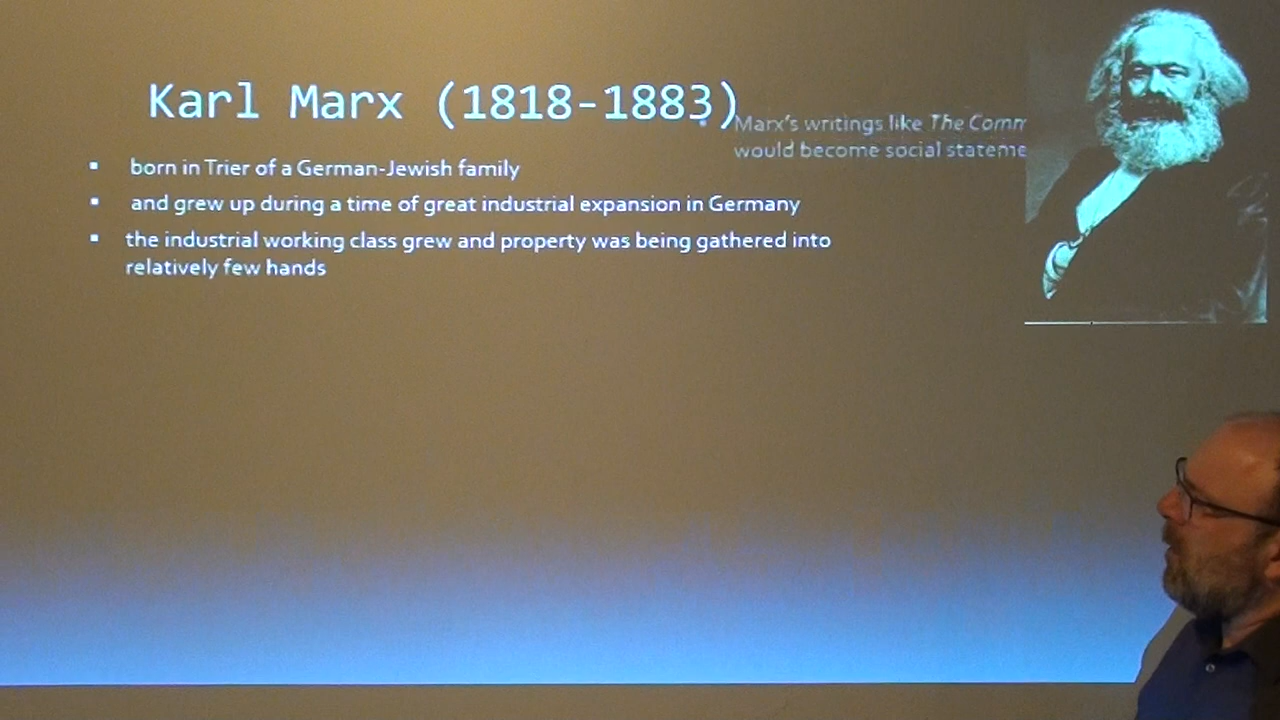 Karl Marx (1818-1883)
Marx's writings like The Comm
would become social stateme
born in Trier of a German-Jewish family
and grew up during a time of great industrial expansion in Germany
the industrial working class grew and property was being gathered into
relatively few hands